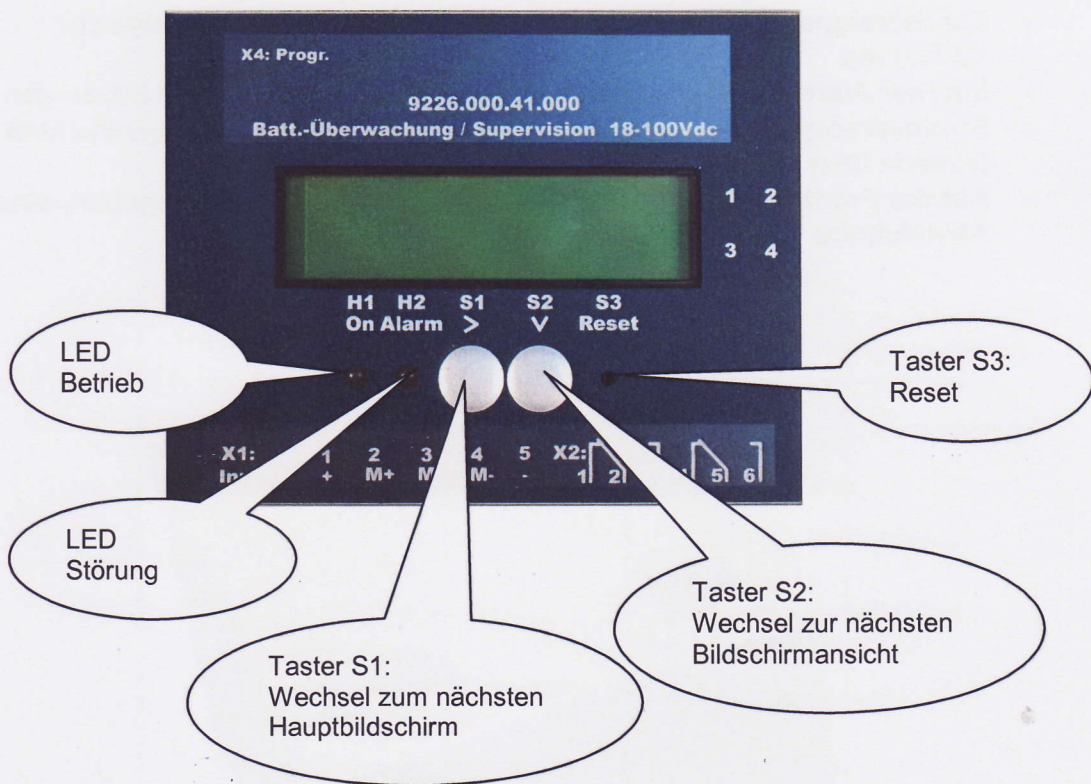 X4: Progr.
9226.000.41.000
Batt.-Überwachung / Supervision 18-100Vdc
1 2
3 4
H1 H2 S1 S2 S3
On Alarm > V Reset
LED
Betrieb
Taster S3:
Reset
X1: 1 2 3 4 5 X2:
+ M+ M M- - 1 2 5 6
LED
Störung
Taster S2:
Wechsel zur nächsten
Bildschirmansicht
Taster S1:
Wechsel zum nächsten
Hauptbildschirm